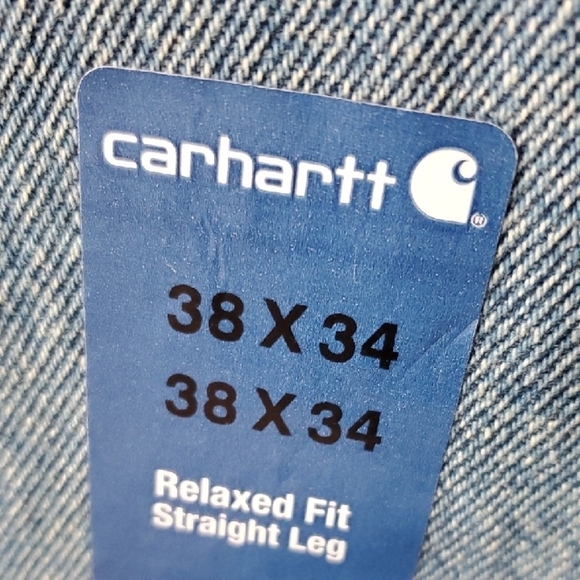 carhartt ®
38 X 34
38 X 34
Relaxed Fit
Straight Leg